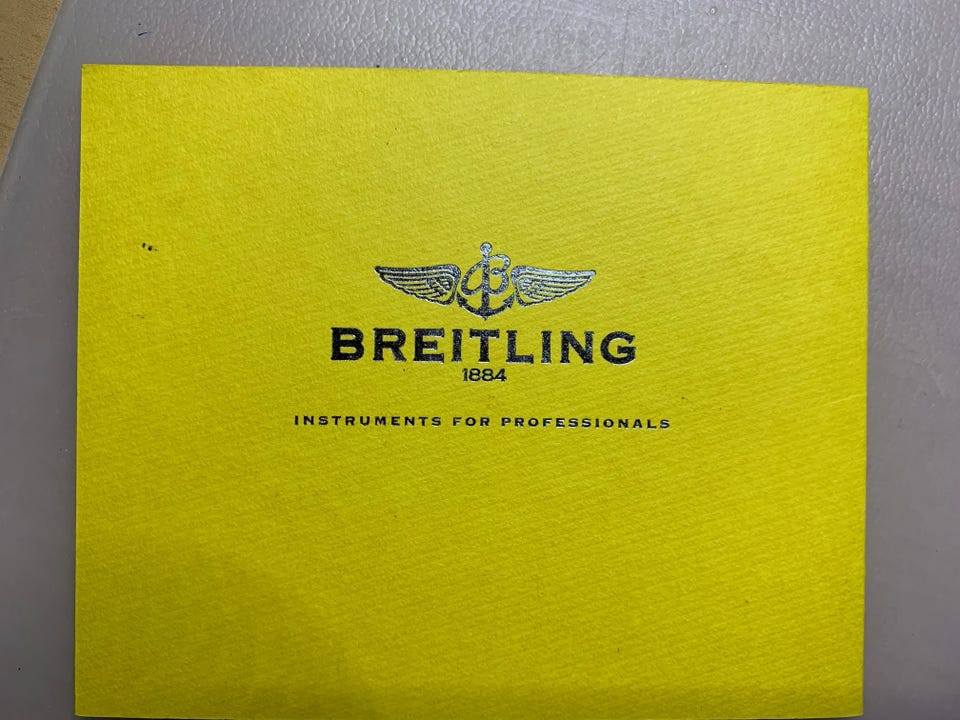 BREITLING
1884
INSTRUMENTS FOR PROFESSIONALS